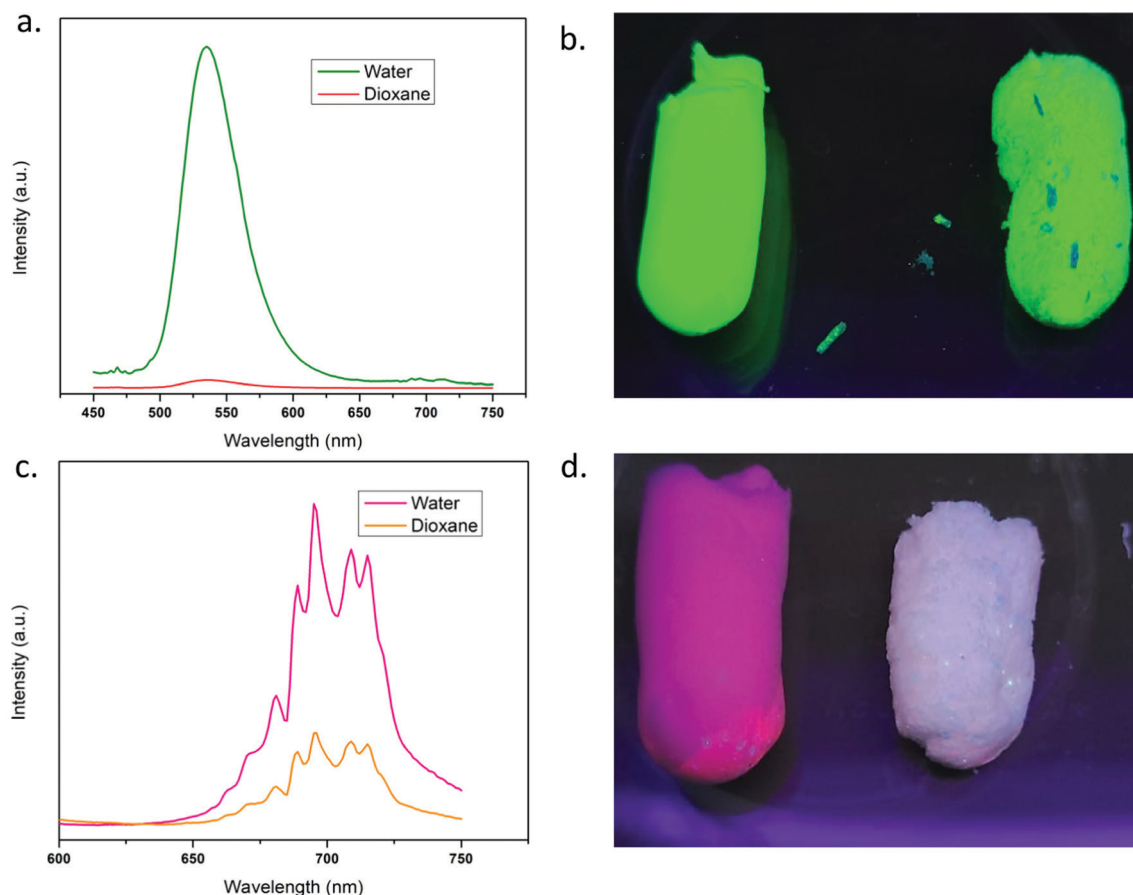 a.
Water
Dioxane
Intensity (a.u.)
450 500 550 600 650 700 750
Wavelength (nm)
b.
c.
Water
Dioxane
Intensity (a.u.)
600 650 700 750
Wavelength (nm)
d.